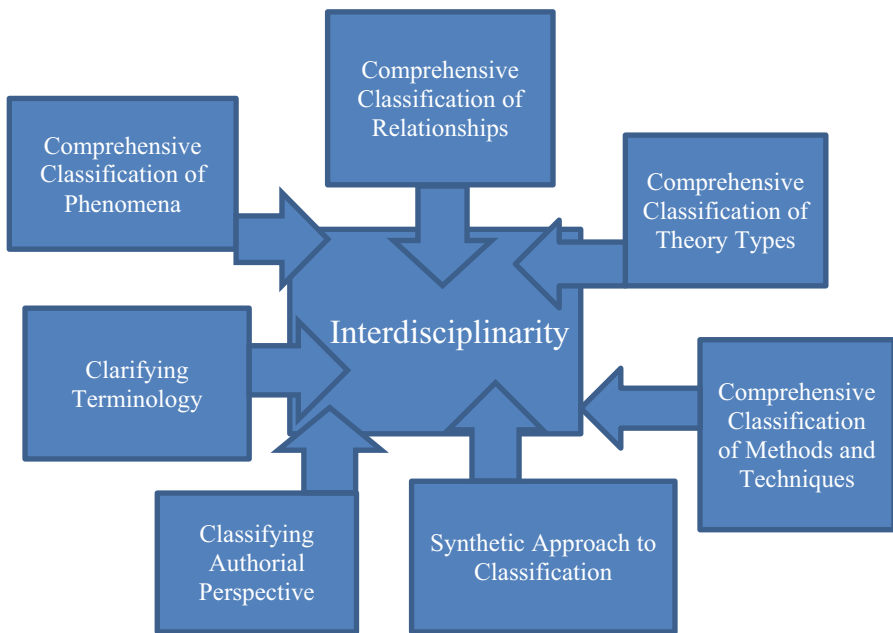 Comprehensive
Classification of
Relationships
Comprehensive
Classification of
Phenomena
Comprehensive
Classification of
Theory Types
Interdisciplinarity
Clarifying
Terminology
Comprehensive
Classification
of Methods and
Techniques
Classifying
Authorial
Perspective
Synthetic Approach to
Classification